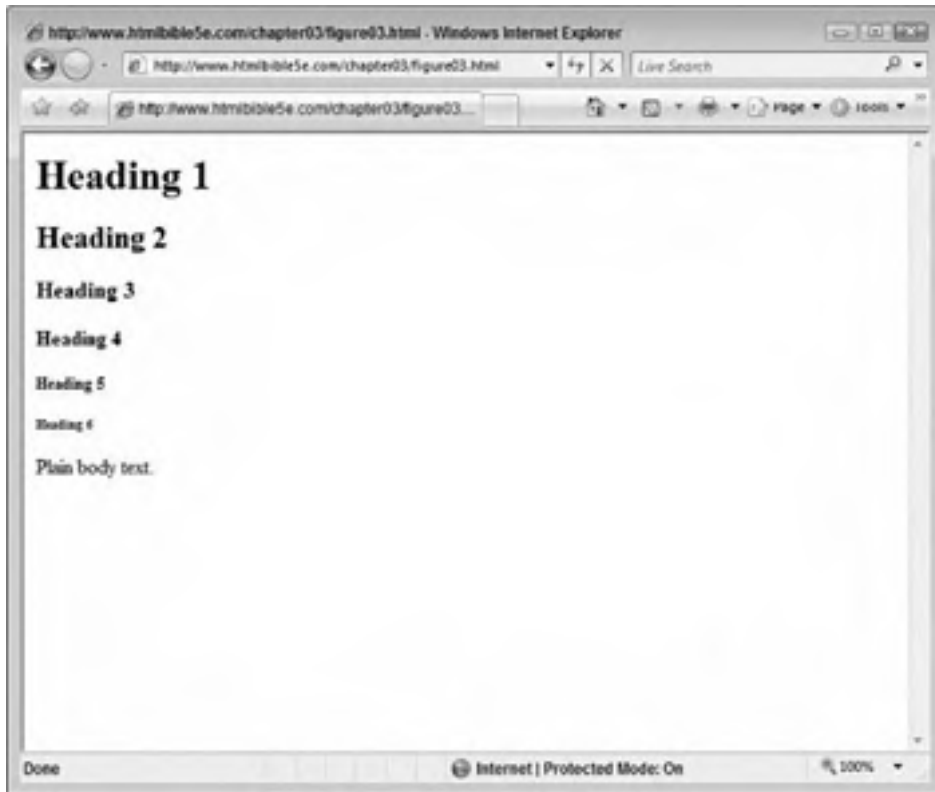 http://www.htmlbible5e.com/chapter03/figure03.html - Windows Internet Explorer
http://www.htmlbible5e.com/chapter03/figure03.html
Live Search
http://www.htmlbible5e.com/chapter03/figure03...
Page
Tools
Heading 1
Heading 2
Heading 3
Heading 4
Heading 5
Heading 6
Plain body text.
Done
Internet | Protected Mode: On
100%